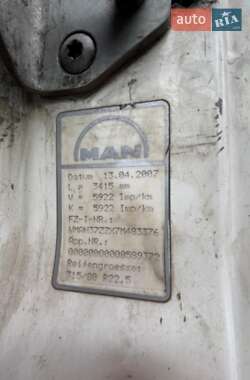 auto.RIA
MAN
Datum 13.04.2007
L = 3415 mm
V = 5922 Imp/km
K = 5922 Imp/km
FZ-I-NR.:
WMAN37ZZX7M493376
App.NR.:
Reifengroesse:
315/80 R22.5